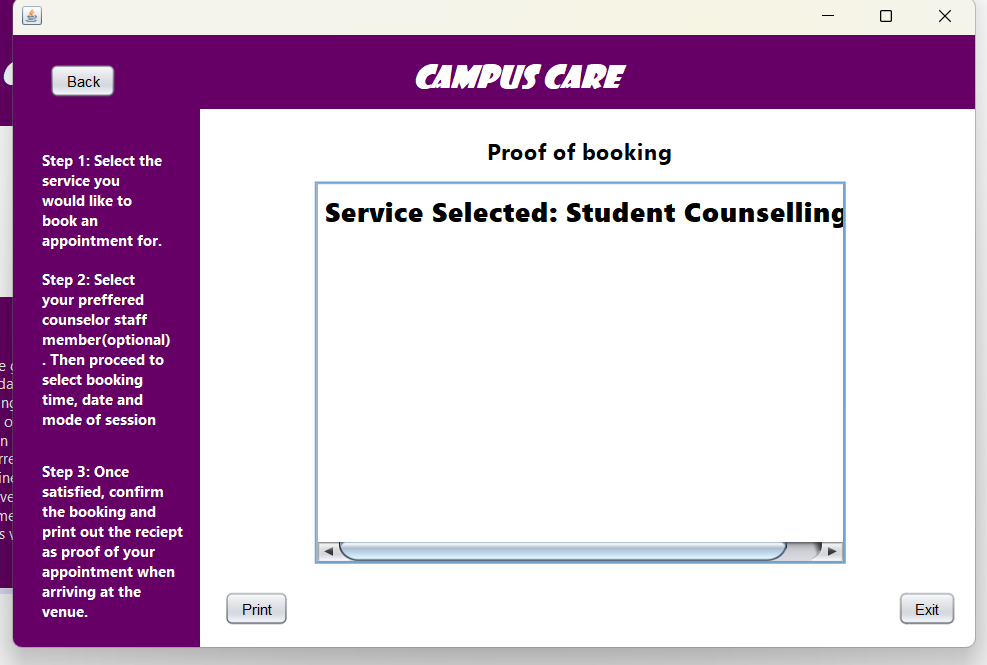 Back
CAMPUS CARE
Step 1: Select the
service you
would like to
book an
appointment for.
Step 2: Select
your preffered
counselor staff
member(optional)
. Then proceed to
select booking
time, date and
mode of session
Step 3: Once
satisfied, confirm
the booking and
print out the reciept
as proof of your
appointment when
arriving at the
venue.
Proof of booking
Service Selected: Student Counselling
Print
Exit